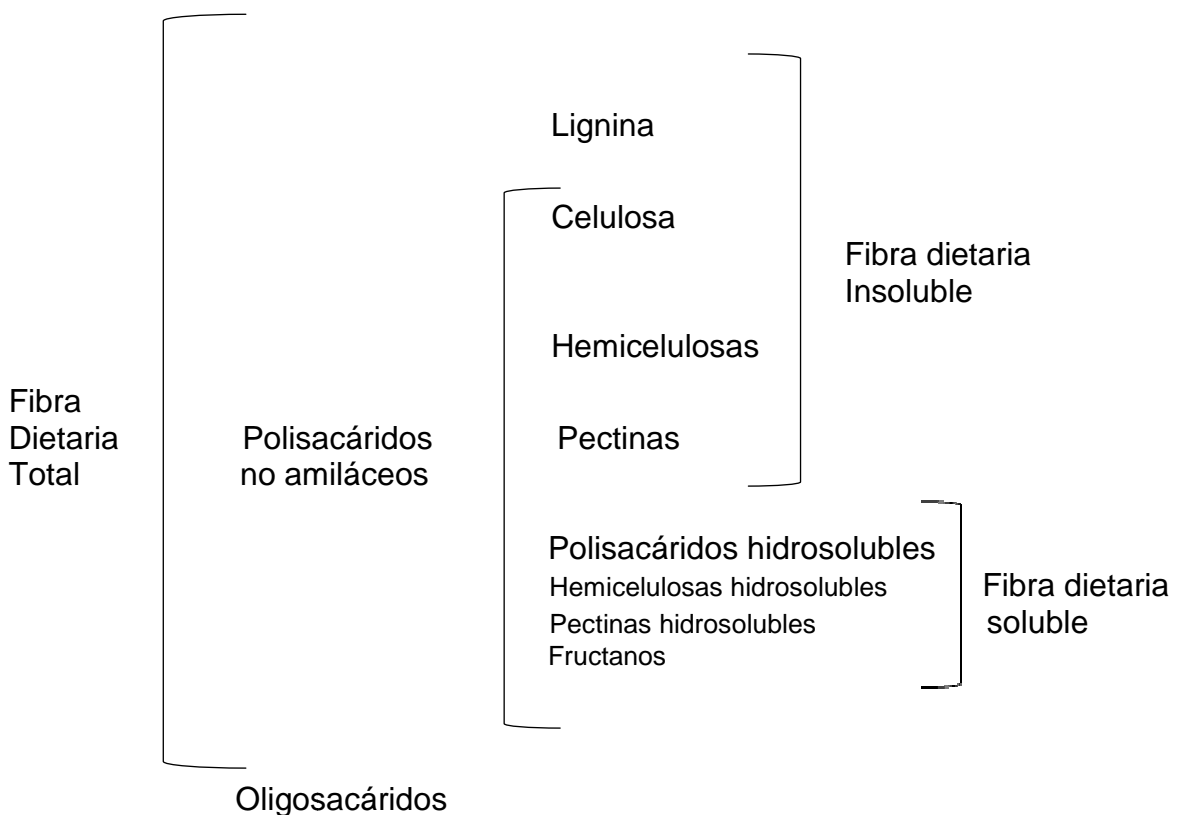 Lignina
Celulosa
Fibra dietaria
Insoluble
Hemicelulosas
Fibra
Dietaria
Total
Polisacáridos
no amiláceos
Pectinas
Polisacáridos hidrosolubles
Hemicelulosas hidrosolubles
Pectinas hidrosolubles
Fructanos
Fibra dietaria
soluble
Oligosacáridos